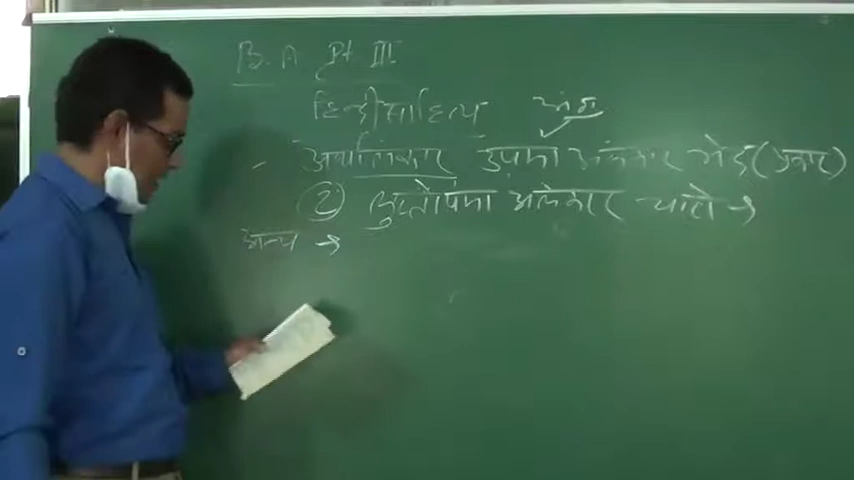 B.A Pt III
हिन्दी साहित्य
अर्थालंकार उपमा अलंकार भेद (प्रकार)
② लुप्तोपमा अलंकार →
अन्य →